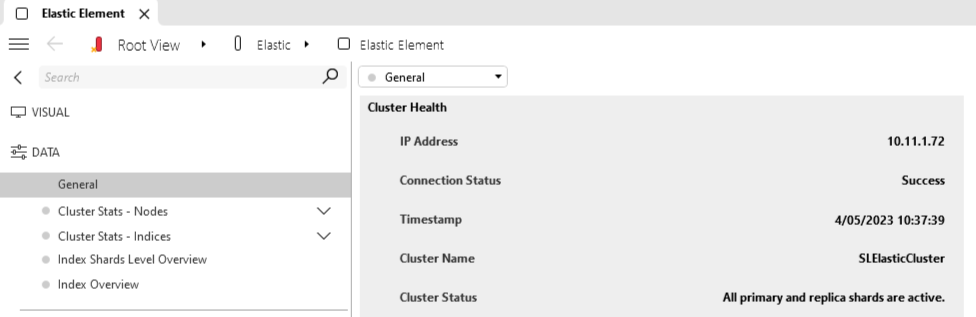 Elastic Element
Root View
Elastic
Elastic Element
Search
VISUAL
DATA
General
Cluster Stats - Nodes
Cluster Stats - Indices
Index Shards Level Overview
Index Overview
General
Cluster Health
IP Address 10.11.1.72
Connection Status Success
Timestamp 4/05/2023 10:37:39
Cluster Name SLElasticCluster
Cluster Status All primary and replica shards are active.